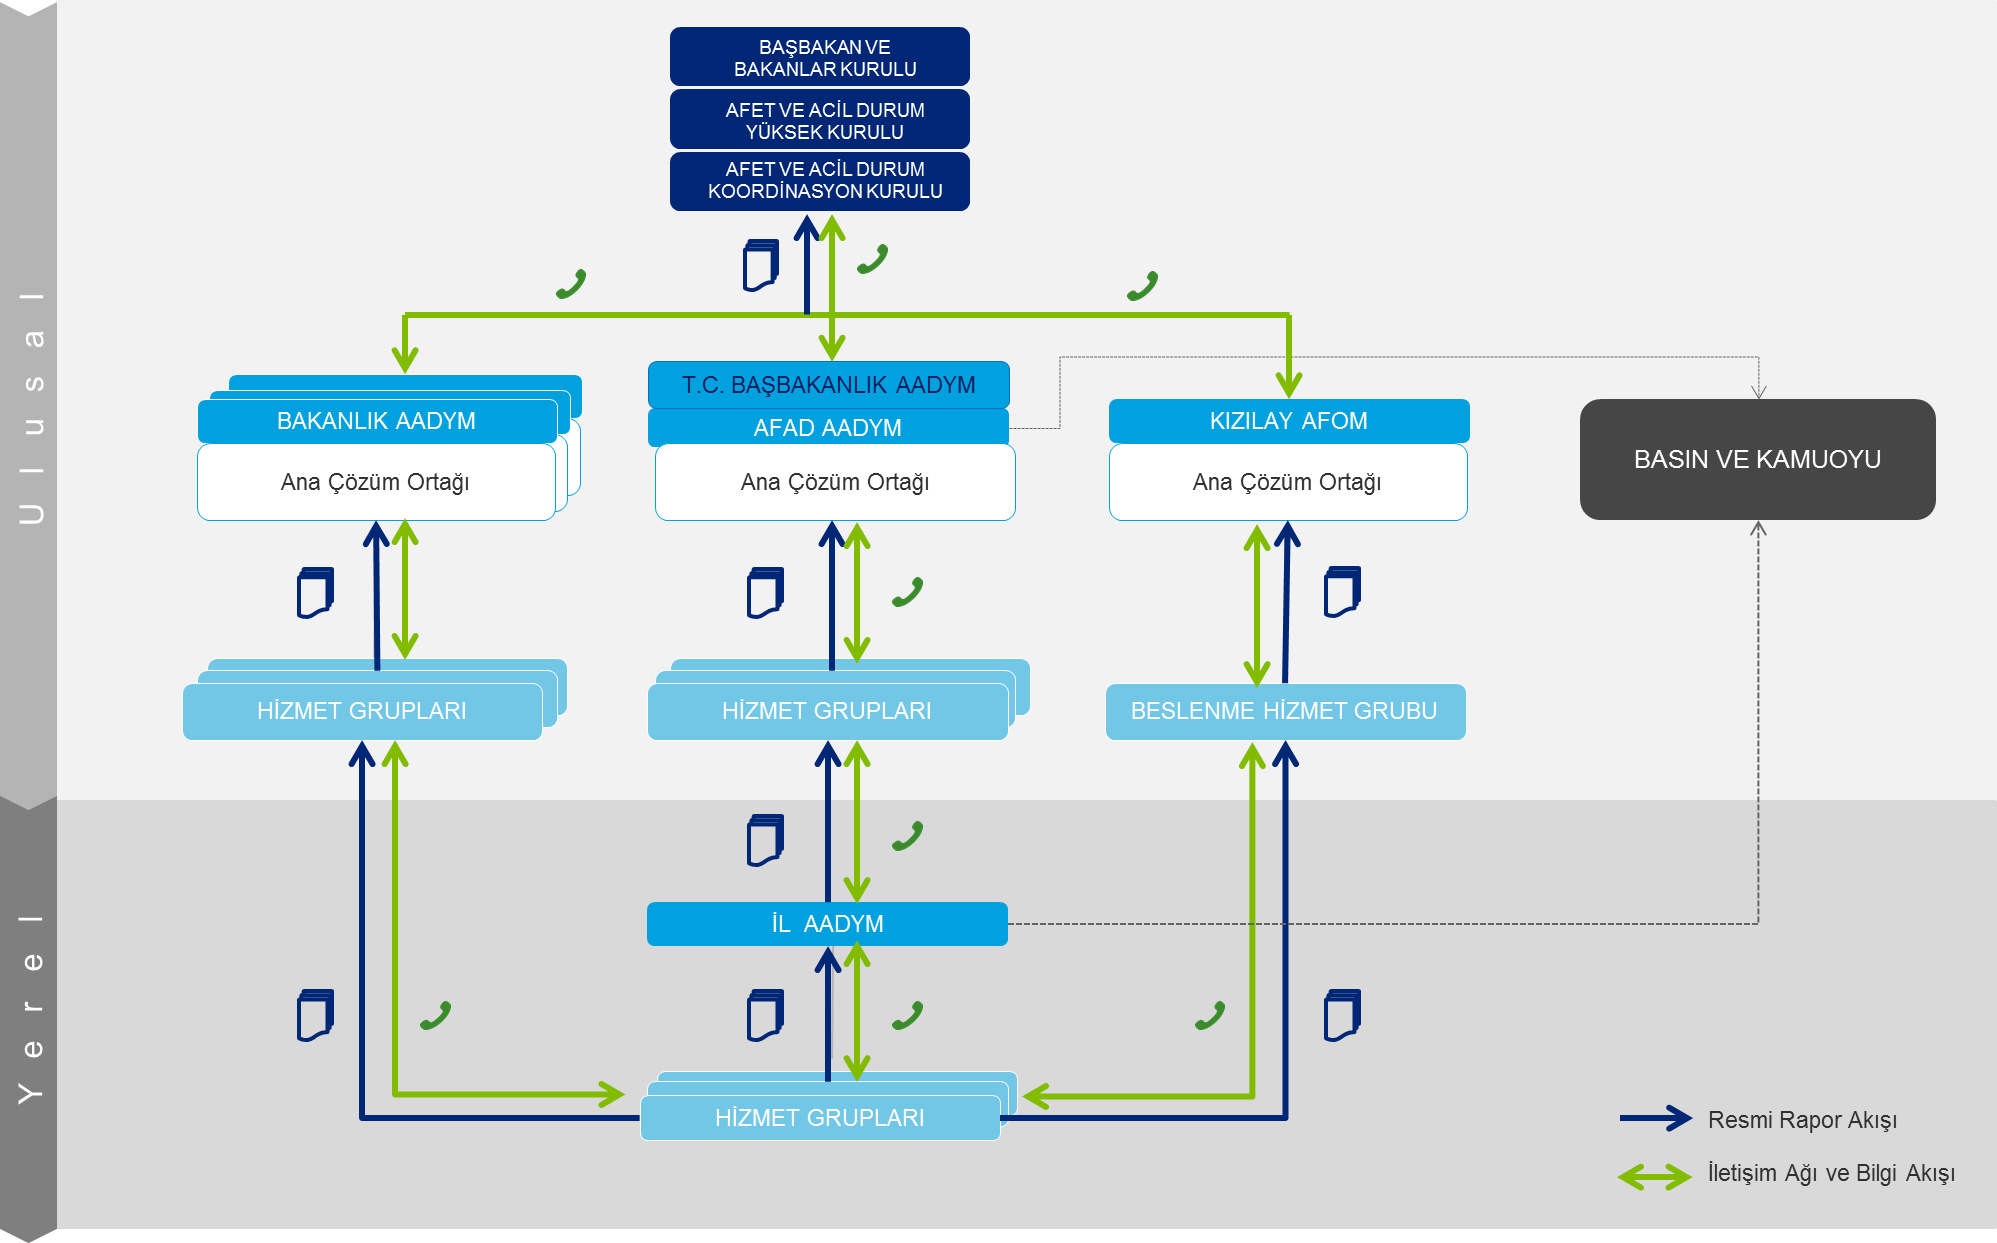 BAŞBAKAN VE
BAKANLAR KURULU
AFET VE ACİL DURUM
YÜKSEK KURULU
AFET VE ACİL DURUM
KOORDİNASYON KURULU
Ulusal
BAKANLIK AADYM
Ana Çözüm Ortağı
T.C. BAŞBAKANLIK AADYM
AFAD AADYM
Ana Çözüm Ortağı
KIZILAY AFOM
Ana Çözüm Ortağı
BASIN VE KAMUOYU
HİZMET GRUPLARI
HİZMET GRUPLARI
BESLENME HİZMET GRUBU
Yerel
İL AADYM
HİZMET GRUPLARI
Resmi Rapor Akışı
İletişim Ağı ve Bilgi Akışı